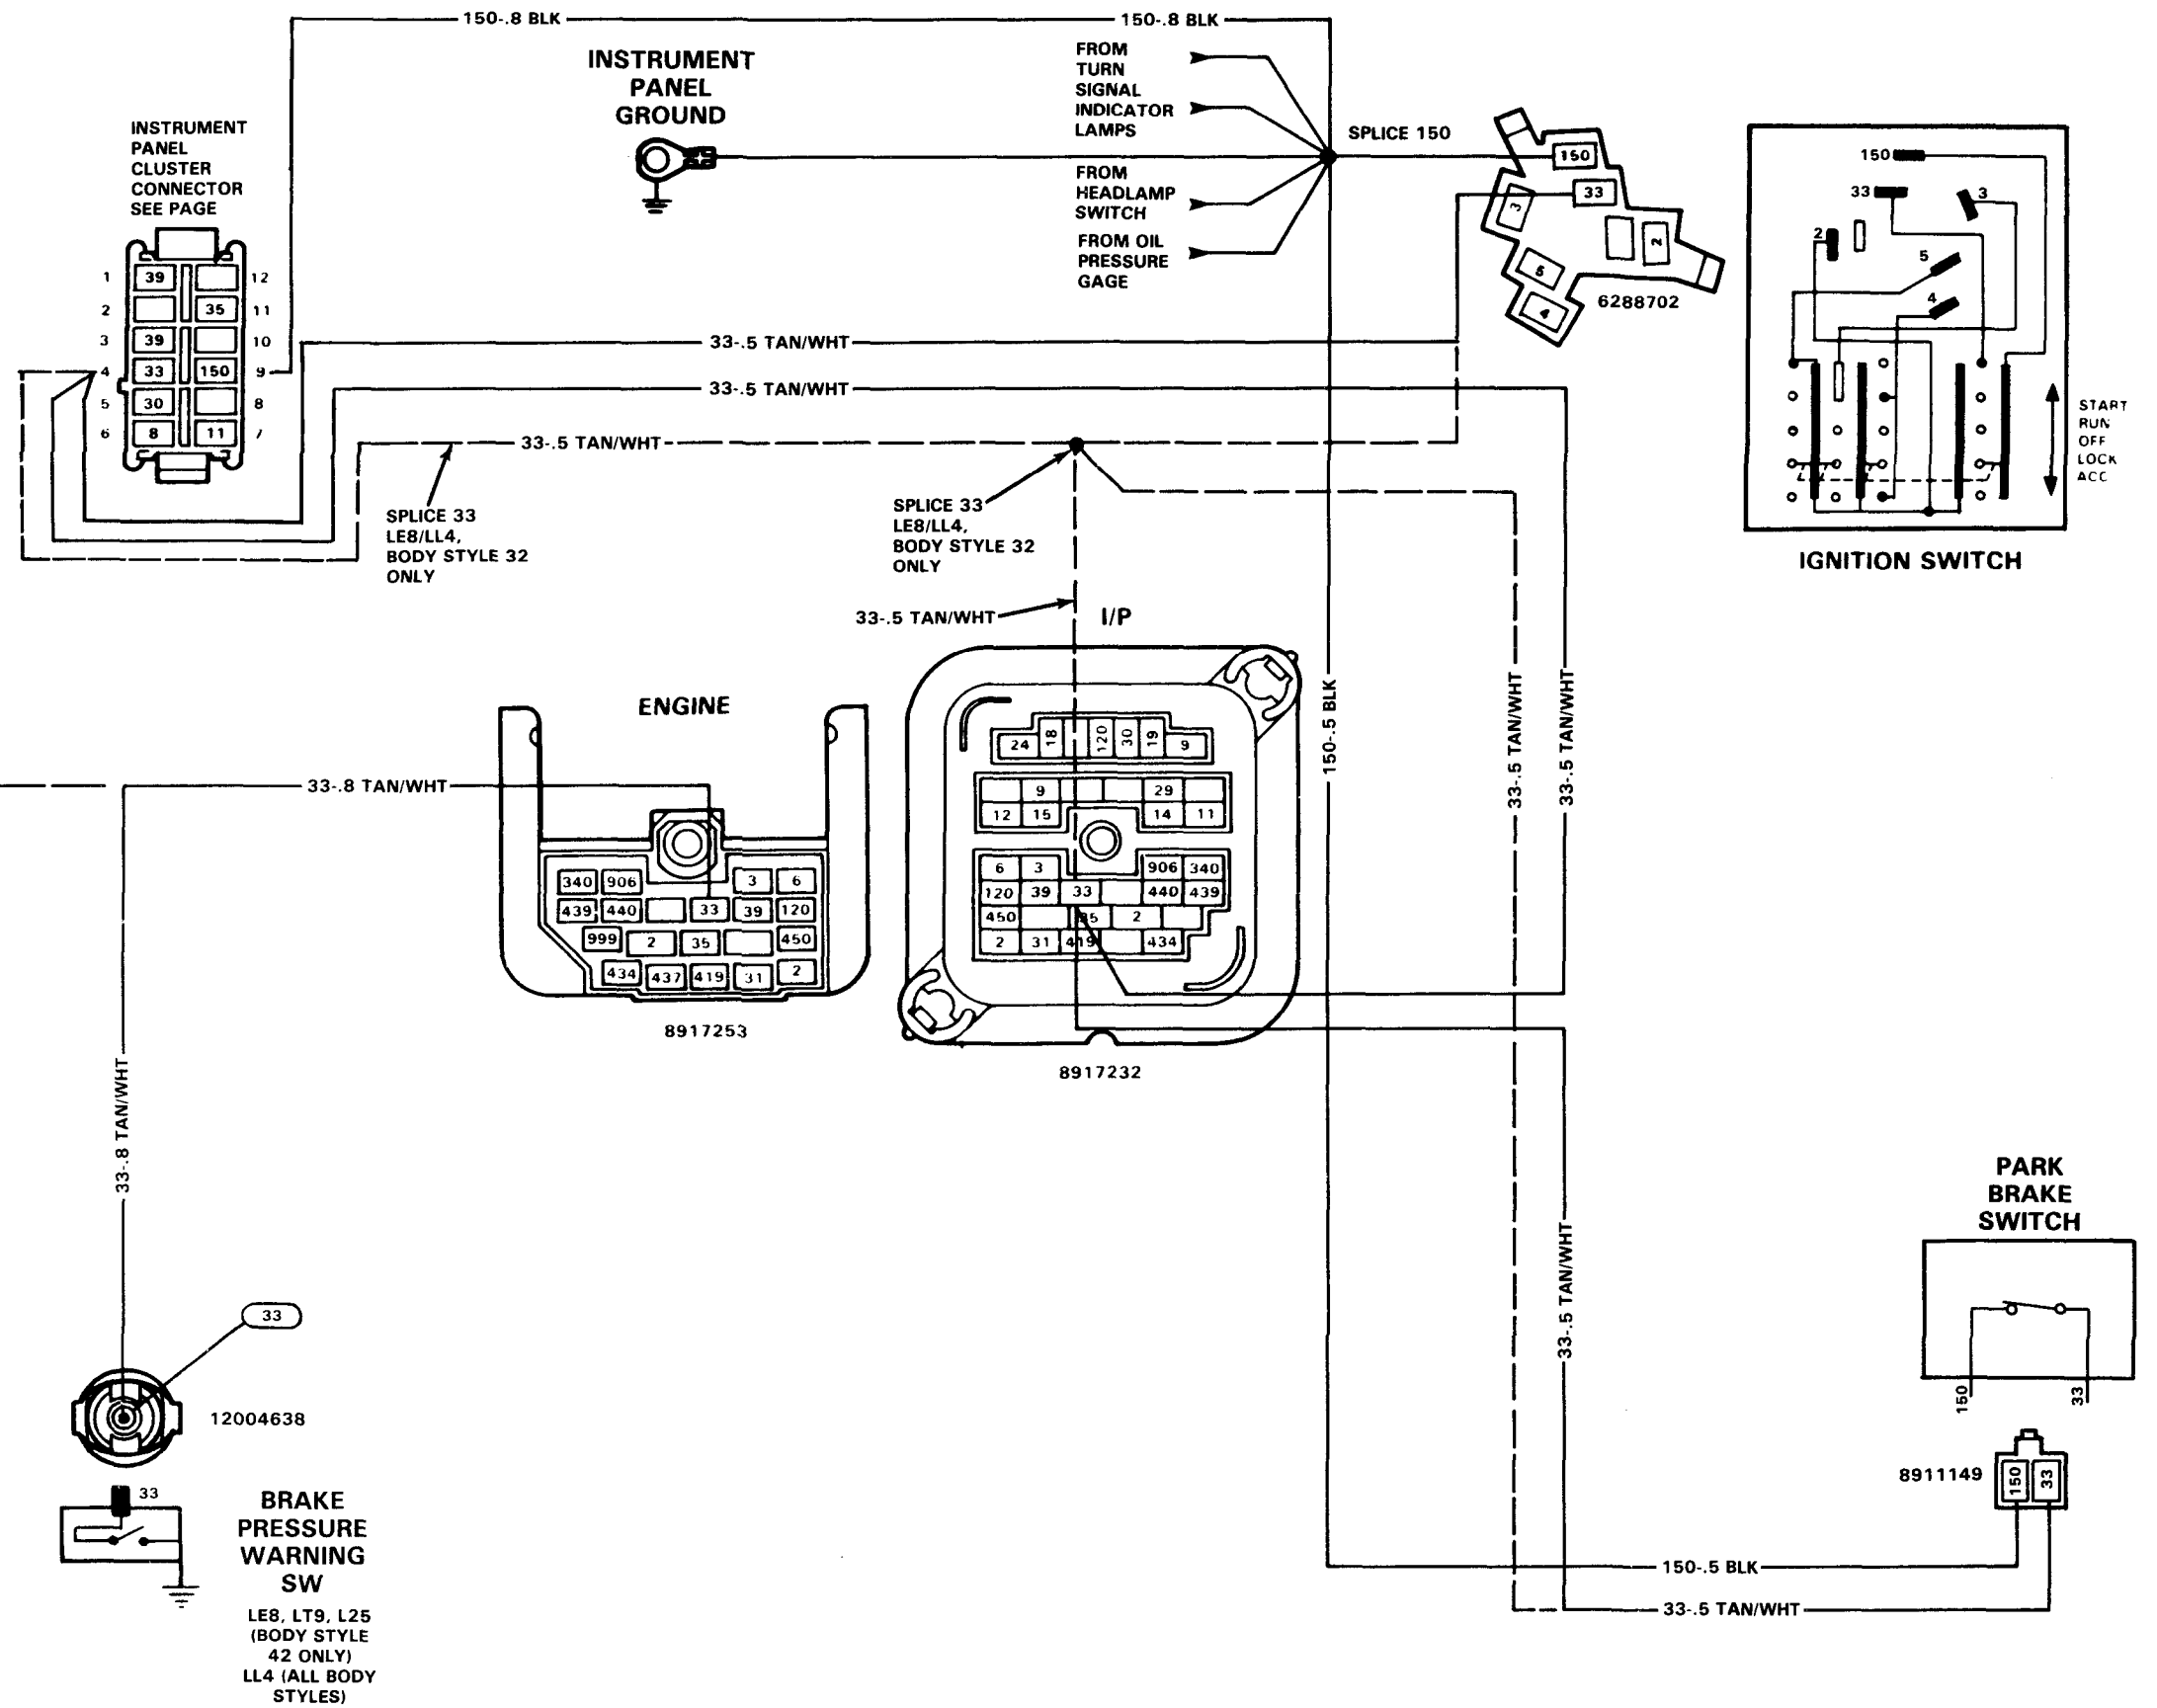 150-.8 BLK
150-.8 BLK
INSTRUMENT
PANEL
GROUND
FROM
TURN
SIGNAL
INDICATOR
LAMPS
SPLICE 150
FROM
HEADLAMP
SWITCH
FROM OIL
PRESSURE
GAGE
INSTRUMENT
PANEL
CLUSTER
CONNECTOR
SEE PAGE
1 39 12
2 35 11
3 39 10
4 33 150 9
5 30 8
6 8 11 7
150
33
3
2
5
4
6288702
150
33 3
2
5
4
START
RUN
OFF
LOCK
ACC
IGNITION SWITCH
33-.5 TAN/WHT
33-.5 TAN/WHT
33-.5 TAN/WHT
SPLICE 33
LE8/LL4,
BODY STYLE 32
ONLY
SPLICE 33
LE8/LL4,
BODY STYLE 32
ONLY
33-.5 TAN/WHT
I/P
ENGINE
33-.8 TAN/WHT
340 906 3 6
439 440 33 39 120
999 2 35 450
434 437 419 31 2
8917253
24 18 120 30 19 9
9 29
12 15 14 11
6 3 906 340
120 39 33 440 439
450 35 2
2 31 419 434
8917232
150-.5 BLK
33-.5 TAN/WHT
33-.5 TAN/WHT
33-.8 TAN/WHT
33-.5 TAN/WHT
33
12004638
33
BRAKE
PRESSURE
WARNING
SW
LE8, LT9, L25
(BODY STYLE
42 ONLY)
LL4 (ALL BODY
STYLES)
PARK
BRAKE
SWITCH
150 33
8911149
150 33
150-.5 BLK
33-.5 TAN/WHT